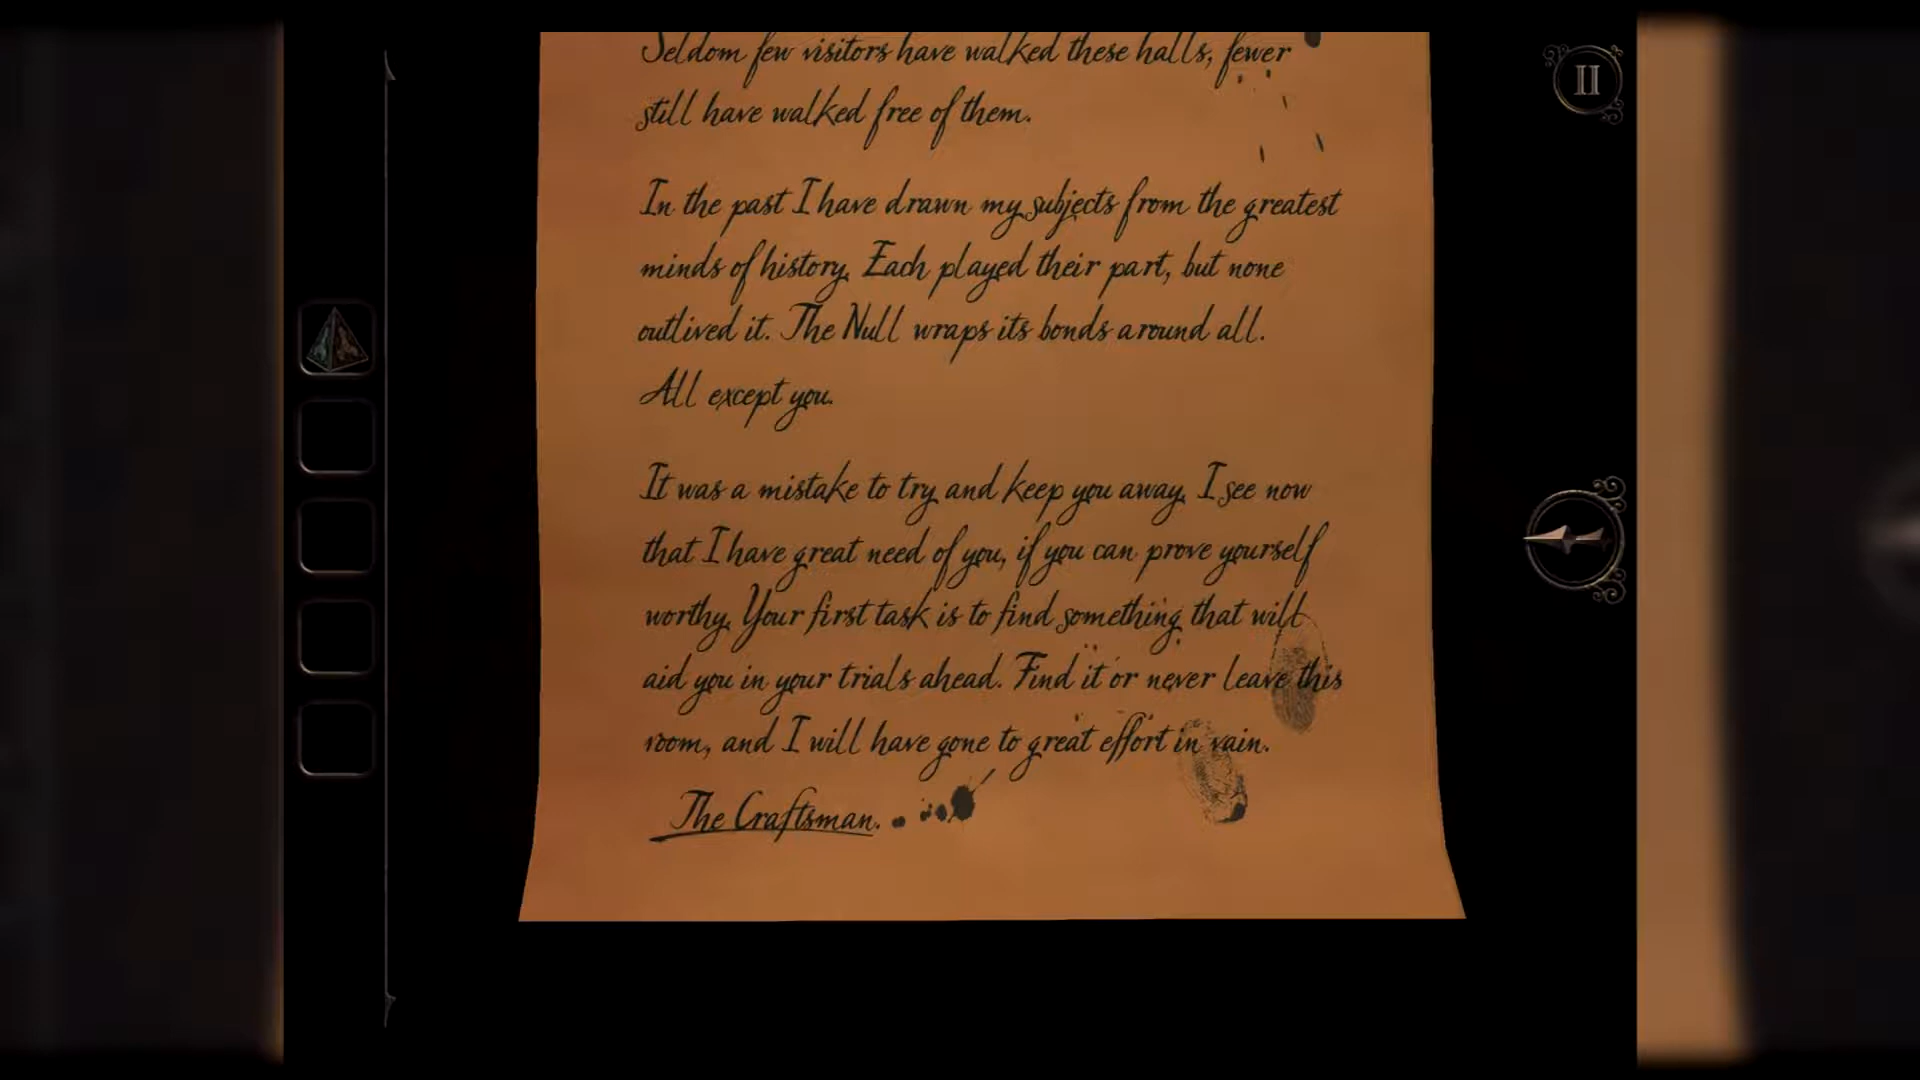 Seldom few visitors have walked these halls, fewer
still have walked free of them.
In the past I have drawn my subjects from the greatest
minds of history. Each played their part, but none
outlived it. The Null wraps its bonds around all.
All except you.
It was a mistake to try and keep you away. I see now
that I have great need of you, if you can prove yourself
worthy. Your first task is to find something that will
aid you in your trials ahead. Find it or never leave this
room, and I will have gone to great effort in vain.
The Craftsman.
II